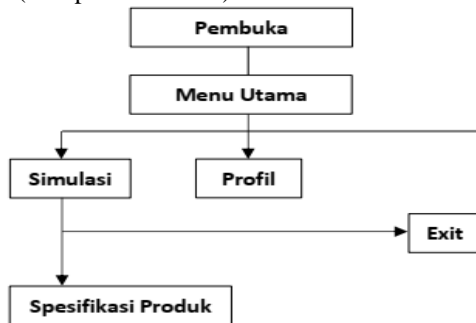 Pembuka
Menu Utama
Simulasi
Profil
Exit
Spesifikasi Produk